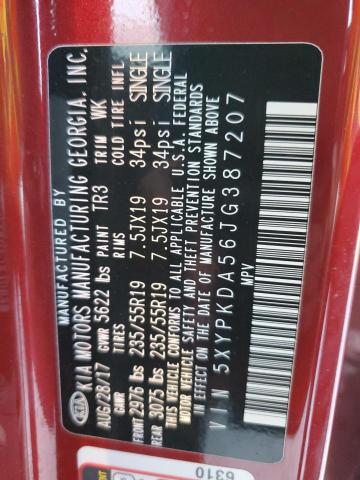 MANUFACTURED BY
KIA MOTORS MANUFACTURING GEORGIA, INC.
KIA
AUG/28/17 GVWR 5622 lbs PAINT TR3 TRIM WK
GAWR TIRES RIMS COLD TIRE INFL.
FRONT 2976 lbs 235/55R19 7.5JX19 34psi SINGLE
REAR 3075 lbs 235/55R19 7.5JX19 34psi SINGLE
THIS VEHICLE CONFORMS TO ALL APPLICABLE U.S.A. FEDERAL
MOTOR VEHICLE SAFETY AND THEFT PREVENTION STANDARDS
IN EFFECT ON THE DATE OF MANUFACTURE SHOWN ABOVE
VIN 5XYPKDA56JG387207
MPV
6310